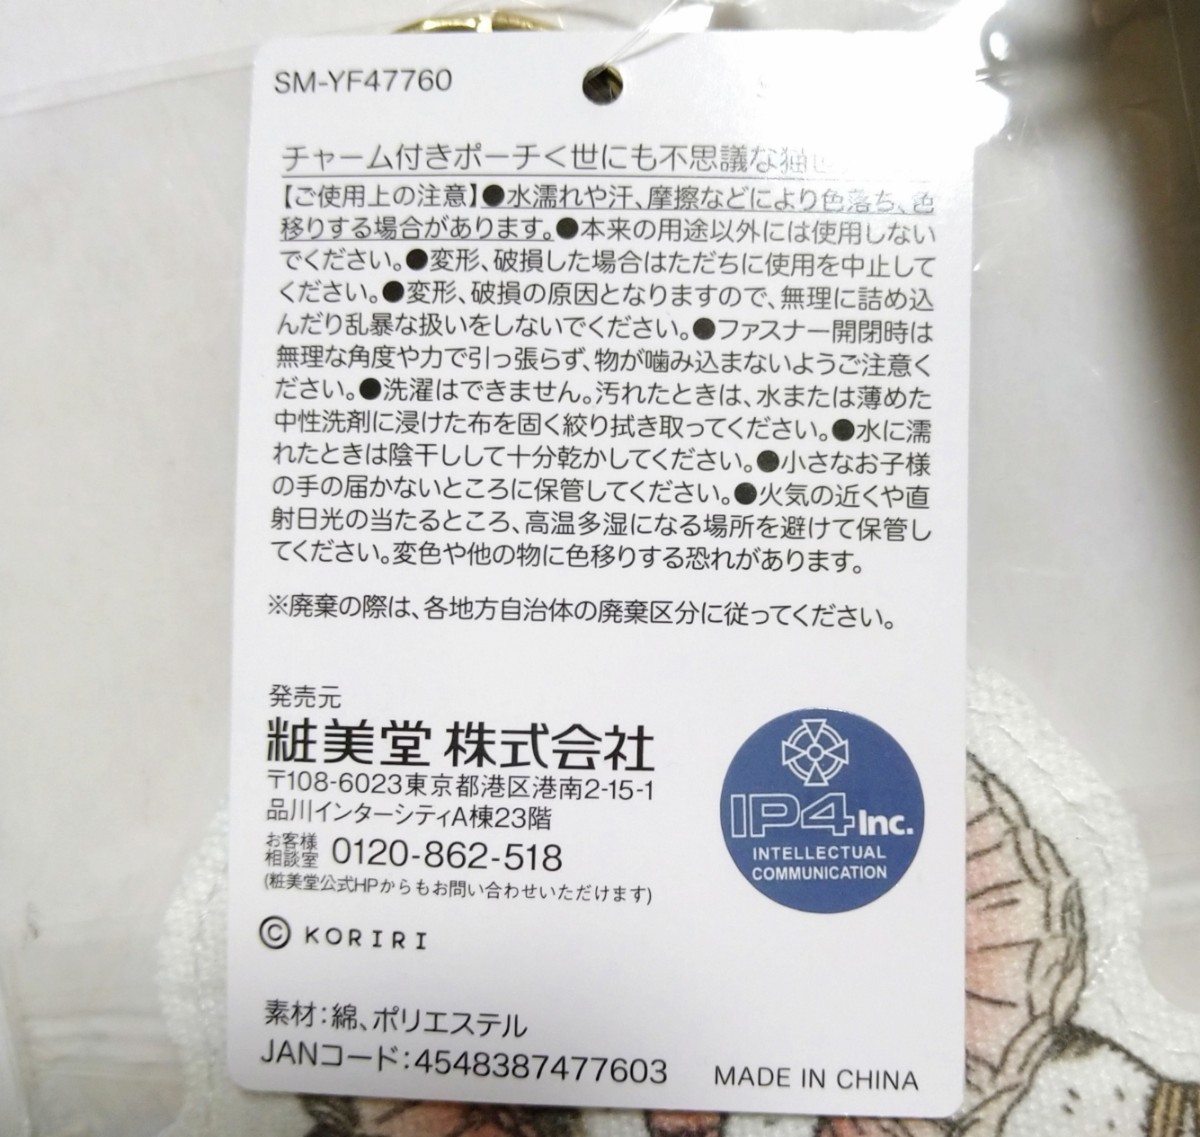 SM-YF47760
チャーム付きポーチ<世にも不思議な猫
【ご使用上の注意】●水濡れや汗、摩擦などにより色落ち、色
移りする場合があります。●本来の用途以外には使用しない
でください。●変形、破損した場合はただちに使用を中止して
ください。●変形、破損の原因となりますので、無理に詰め込
んだり乱暴な扱いをしないでください。●ファスナー開閉時は
無理な角度や力で引っ張らず、物が噛み込まないようご注意く
ださい。●洗濯はできません。汚れたときは、水または薄めた
中性洗剤に浸けた布を固く絞り拭き取ってください。●水に濡
れたときは陰干しして十分乾かしてください。●小さなお子様
の手の届かないところに保管してください。●火気の近くや直
射日光の当たるところ、高温多湿になる場所を避けて保管し
てください。変色や他の物に色移りする恐れがあります。
※廃棄の際は、各地方自治体の廃棄区分に従ってください。
発売元
粧美堂 株式会社
〒108-6023東京都港区港南2-15-1
品川インターシティA棟23階
お客様
相談室 0120-862-518
(粧美堂公式HPからもお問い合わせいただけます)
© KORIRI
IP4 Inc.
INTELLECTUAL
COMMUNICATION
素材：綿、ポリエステル
JANコード：4548387477603
MADE IN CHINA